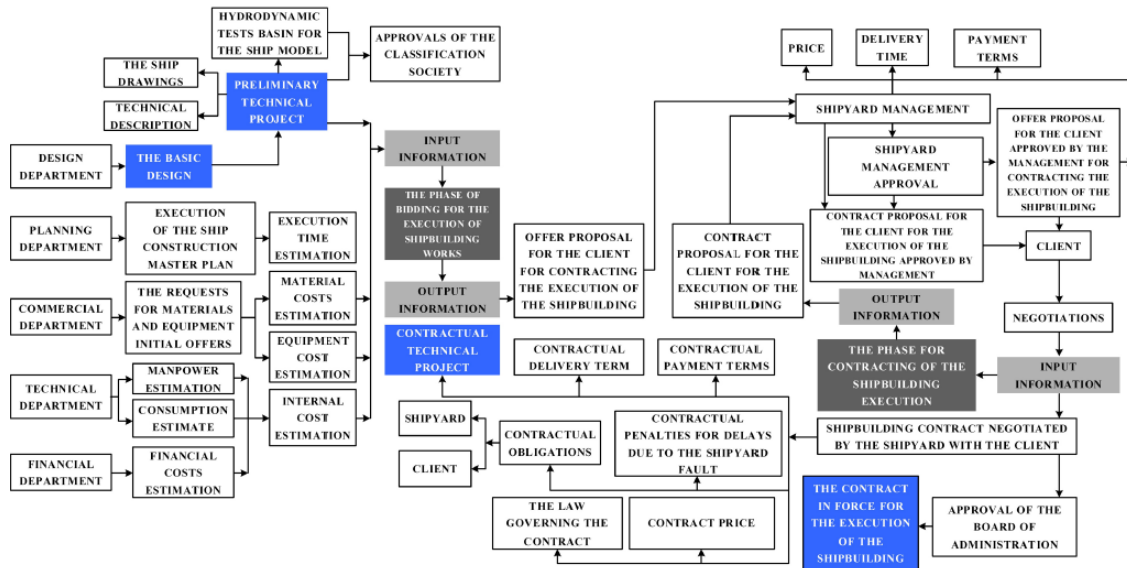 HYDRODYNAMIC
TESTS BASIN FOR
THE SHIP MODEL
APPROVALS OF THE
CLASSIFICATION
SOCIETY
THE SHIP
DRAWINGS
PRELIMINARY
TECHNICAL
PROJECT
TECHNICAL
DESCRIPTION
DESIGN
DEPARTMENT
THE BASIC
DESIGN
PLANNING
DEPARTMENT
EXECUTION
OF THE SHIP
CONSTRUCTION
MASTER PLAN
EXECUTION
TIME
ESTIMATION
COMMERCIAL
DEPARTMENT
THE REQUESTS
FOR MATERIALS
AND EQUIPMENT
INITIAL OFFERS
MATERIAL
COSTS
ESTIMATION
EQUIPMENT
COST
ESTIMATION
TECHNICAL
DEPARTMENT
MANPOWER
ESTIMATION
CONSUMPTION
ESTIMATE
INTERNAL
COST
ESTIMATION
FINANCIAL
DEPARTMENT
FINANCIAL
COSTS
ESTIMATION
INPUT
INFORMATION
THE PHASE OF
BIDDING FOR THE
EXECUTION OF
SHIPBUILDING
WORKS
OUTPUT
INFORMATION
CONTRACTUAL
TECHNICAL
PROJECT
OFFER PROPOSAL
FOR THE CLIENT
FOR CONTRACTING
THE EXECUTION
OF THE
SHIPBUILDING
CONTRACT
PROPOSAL FOR THE
CLIENT FOR THE
EXECUTION OF
THE SHIPBUILDING
PRICE
DELIVERY
TIME
PAYMENT
TERMS
SHIPYARD MANAGEMENT
SHIPYARD
MANAGEMENT
APPROVAL
OFFER PROPOSAL
FOR THE CLIENT
APPROVED BY THE
MANAGEMENT FOR
CONTRACTING THE
EXECUTION OF THE
SHIPBUILDING
CONTRACT PROPOSAL FOR
THE CLIENT FOR THE
EXECUTION OF THE
SHIPBUILDING APPROVED BY
MANAGEMENT
CLIENT
NEGOTIATIONS
OUTPUT
INFORMATION
THE PHASE FOR
CONTRACTING OF THE
SHIPBUILDING
EXECUTION
INPUT
INFORMATION
SHIPBUILDING CONTRACT NEGOTIATED
BY THE SHIPYARD WITH THE CLIENT
CONTRACTUAL
DELIVERY TERM
CONTRACTUAL
PAYMENT TERMS
SHIPYARD
CLIENT
CONTRACTUAL
OBLIGATIONS
CONTRACTUAL
PENALTIES FOR DELAYS
DUE TO THE SHIPYARD
FAULT
THE LAW
GOVERNING THE
CONTRACT
CONTRACT PRICE
THE CONTRACT
IN FORCE FOR
THE EXECUTION
OF THE
SHIPBUILDING
APPROVAL OF THE
BOARD OF
ADMINISTRATION